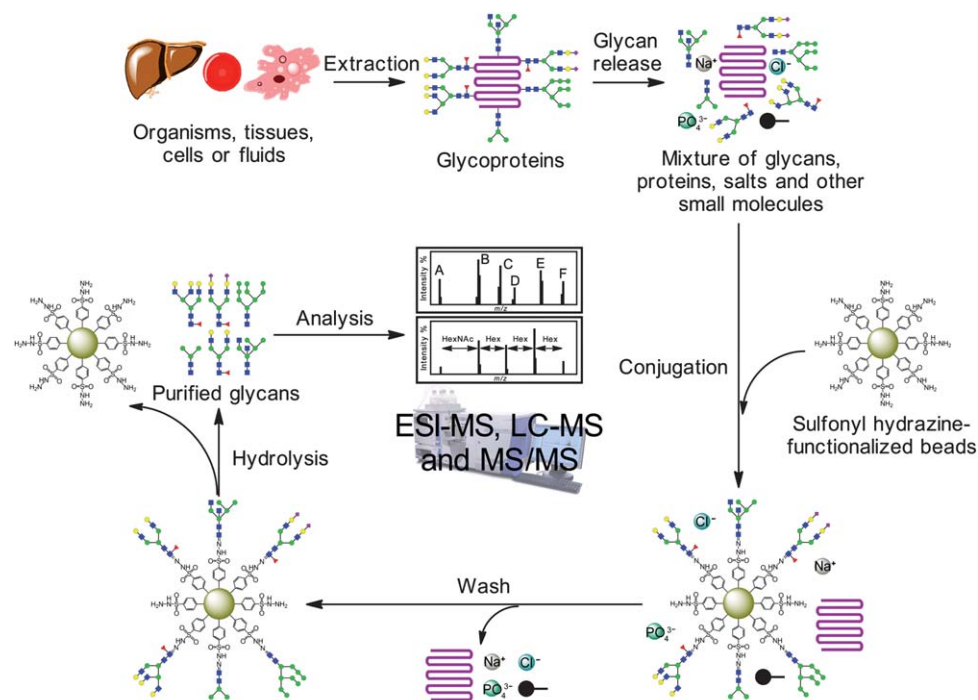 Extraction
Glycan
release
Na⁺
Cl⁻
PO₄³⁻
Organisms, tissues,
cells or fluids
Glycoproteins
Mixture of glycans,
proteins, salts and other
small molecules
Intensity %
A
B
C
D
E
F
m/z
Intensity %
HexNAc
Hex
Hex
Hex
m/z
Analysis
Purified glycans
ESI-MS, LC-MS
and MS/MS
Conjugation
Sulfonyl hydrazine-
functionalized beads
Hydrolysis
Wash
Cl⁻
Na⁺
PO₄³⁻
Na⁺
Cl⁻
PO₄³⁻